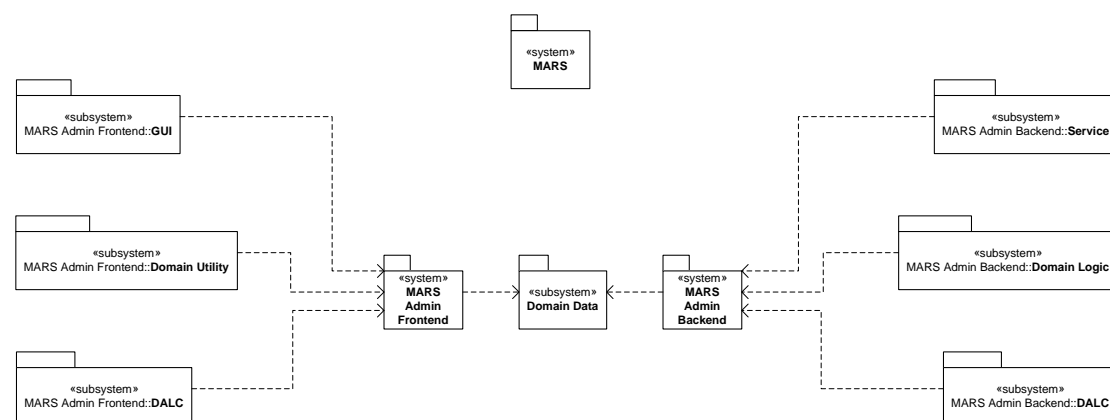 «system»
MARS
«subsystem»
MARS Admin Frontend::GUI
«subsystem»
MARS Admin Backend::Service
«subsystem»
MARS Admin Frontend::Domain Utility
«subsystem»
MARS Admin Backend::Domain Logic
«system»
MARS
Admin
Frontend
«subsystem»
Domain Data
«system»
MARS
Admin
Backend
«subsystem»
MARS Admin Frontend::DALC
«subsystem»
MARS Admin Backend::DALC